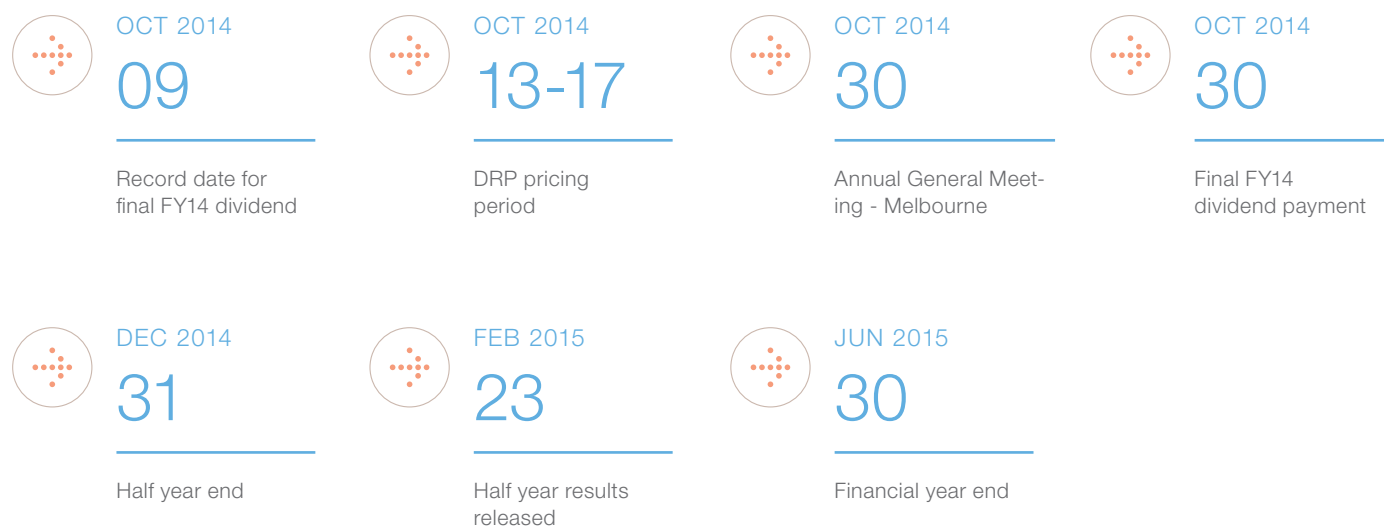 OCT 2014
09
Record date for
final FY14 dividend
OCT 2014
13-17
DRP pricing
period
OCT 2014
30
Annual General Meet-
ing - Melbourne
OCT 2014
30
Final FY14
dividend payment
DEC 2014
31
Half year end
FEB 2015
23
Half year results
released
JUN 2015
30
Financial year end